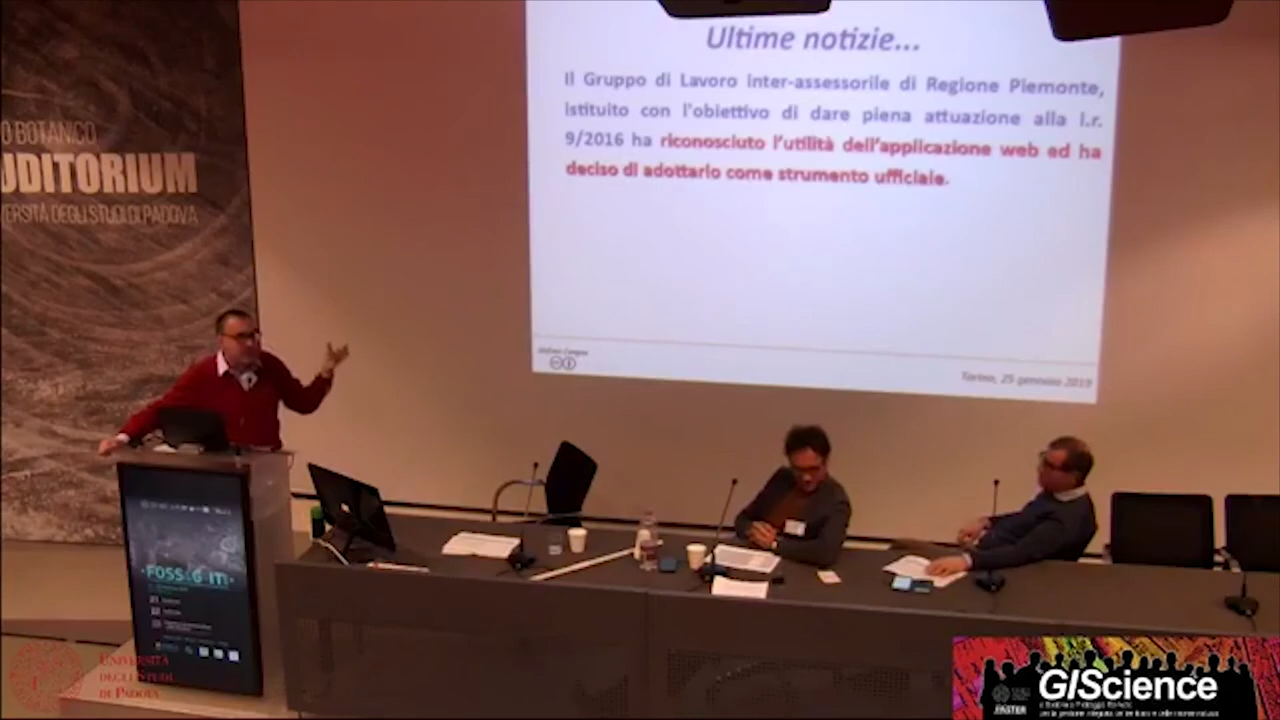 Ultime notizie...
Il Gruppo di Lavoro inter-assessorile di Regione Piemonte,
istituito con l'obiettivo di dare piena attuazione alla l.r.
9/2016 ha riconosciuto l'utilità dell'applicazione web ed ha
deciso di adottarlo come strumento ufficiale.
Torino, 25 gennaio 2019
O BOTANICO
UDITORIUM
VERSITÀ DEGLI STUDI DI PADOVA
FOSS4G IT
UNIVERSITÀ
DEGLI STUDI
DI PADOVA
GIScience